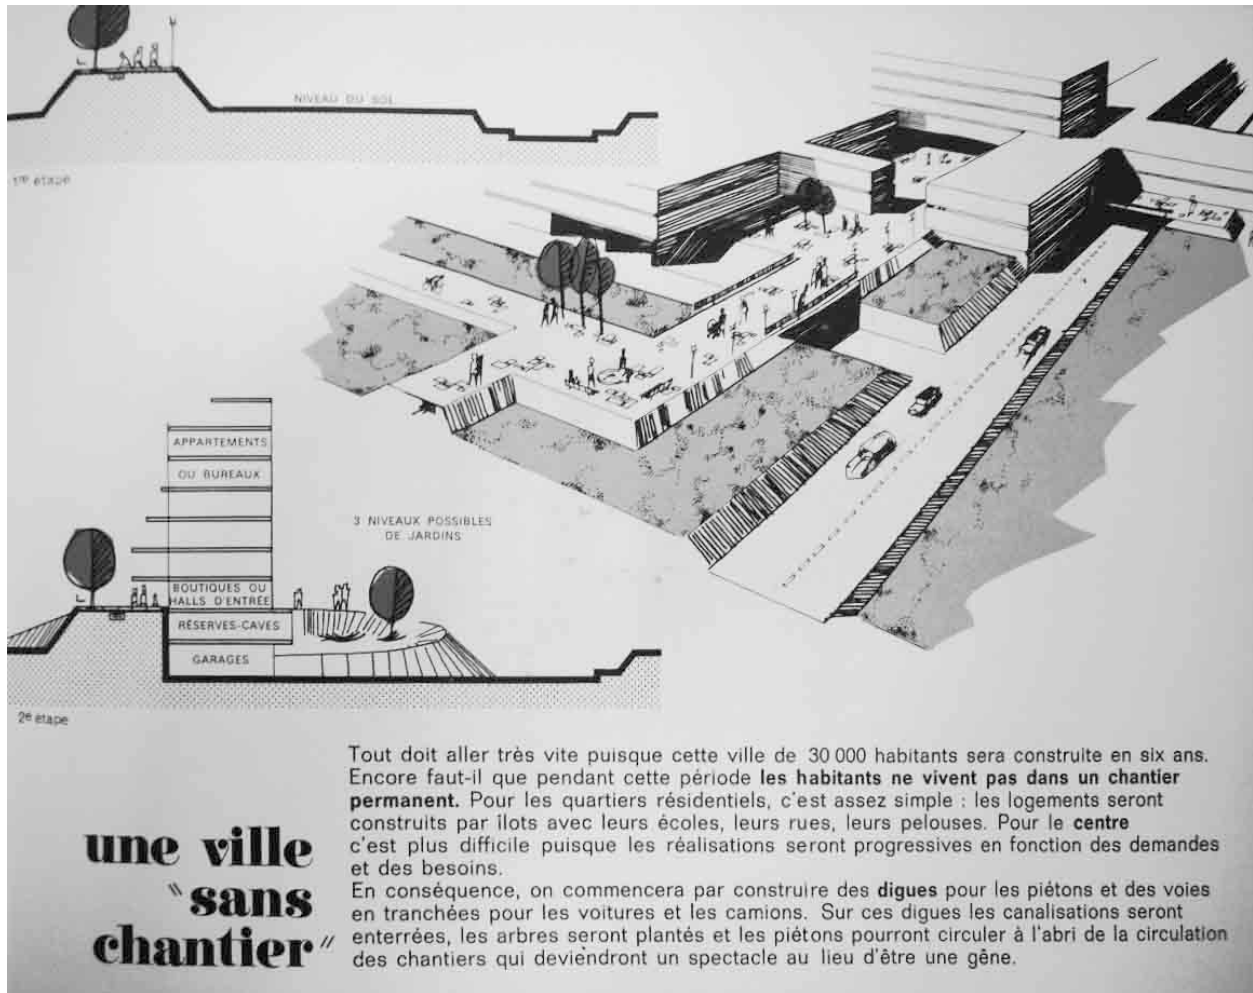 NIVEAU DU SOL
1re étape
APPARTEMENTS
OU BUREAUX
3 NIVEAUX POSSIBLES
DE JARDINS
BOUTIQUES OU
HALLS D'ENTRÉE
RÉSERVES-CAVES
GARAGES
2e étape
une ville
"sans
chantier"
Tout doit aller très vite puisque cette ville de 30 000 habitants sera construite en six ans.
Encore faut-il que pendant cette période les habitants ne vivent pas dans un chantier
permanent. Pour les quartiers résidentiels, c'est assez simple : les logements seront
construits par îlots avec leurs écoles, leurs rues, leurs pelouses. Pour le centre
c'est plus difficile puisque les réalisations seront progressives en fonction des demandes
et des besoins.
En conséquence, on commencera par construire des digues pour les piétons et des voies
en tranchées pour les voitures et les camions. Sur ces digues les canalisations seront
enterrées, les arbres seront plantés et les piétons pourront circuler à l'abri de la circulation
des chantiers qui deviendront un spectacle au lieu d'être une gêne.